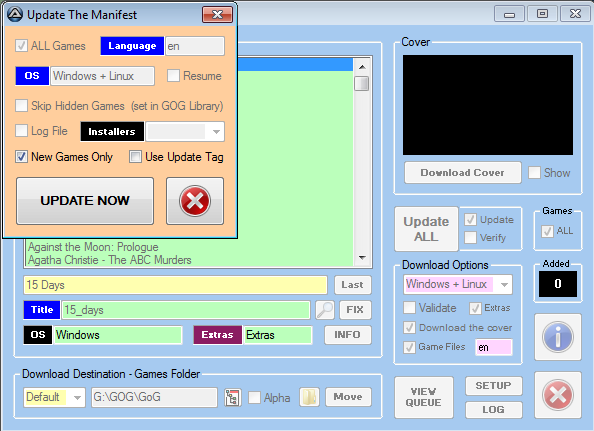 Update The Manifest
ALL Games
Language
en
OS
Windows + Linux
Resume
Skip Hidden Games (set in GOG Library)
Log File
Installers
New Games Only
Use Update Tag
UPDATE NOW
Against the Moon: Prologue
Agatha Christie - The ABC Murders
15 Days
Last
Title
15_days
FIX
OS
Windows
Extras
Extras
INFO
Download Destination - Games Folder
Default
G:\GOG\GoG
Alpha
Move
Cover
Download Cover
Show
Update
ALL
Update
Verify
Games
ALL
Download Options
Windows + Linux
Validate
Extras
Download the cover
Game Files
en
Added
0
VIEW
QUEUE
SETUP
LOG